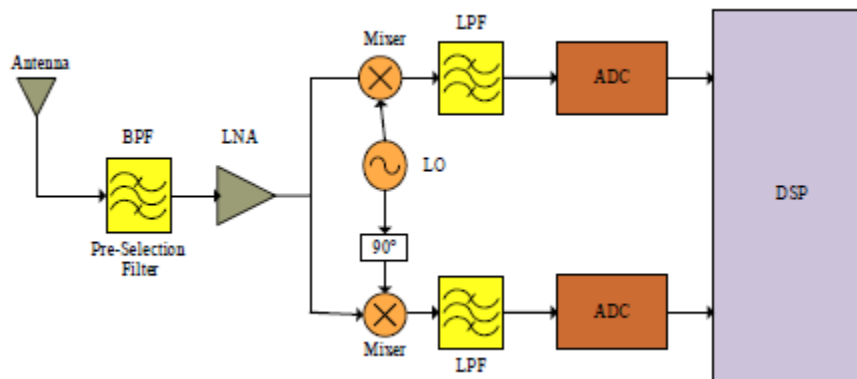 Antenna
BPF
Pre-Selection
Filter
LNA
Mixer
LPF
ADC
LO
90°
Mixer
LPF
ADC
DSP